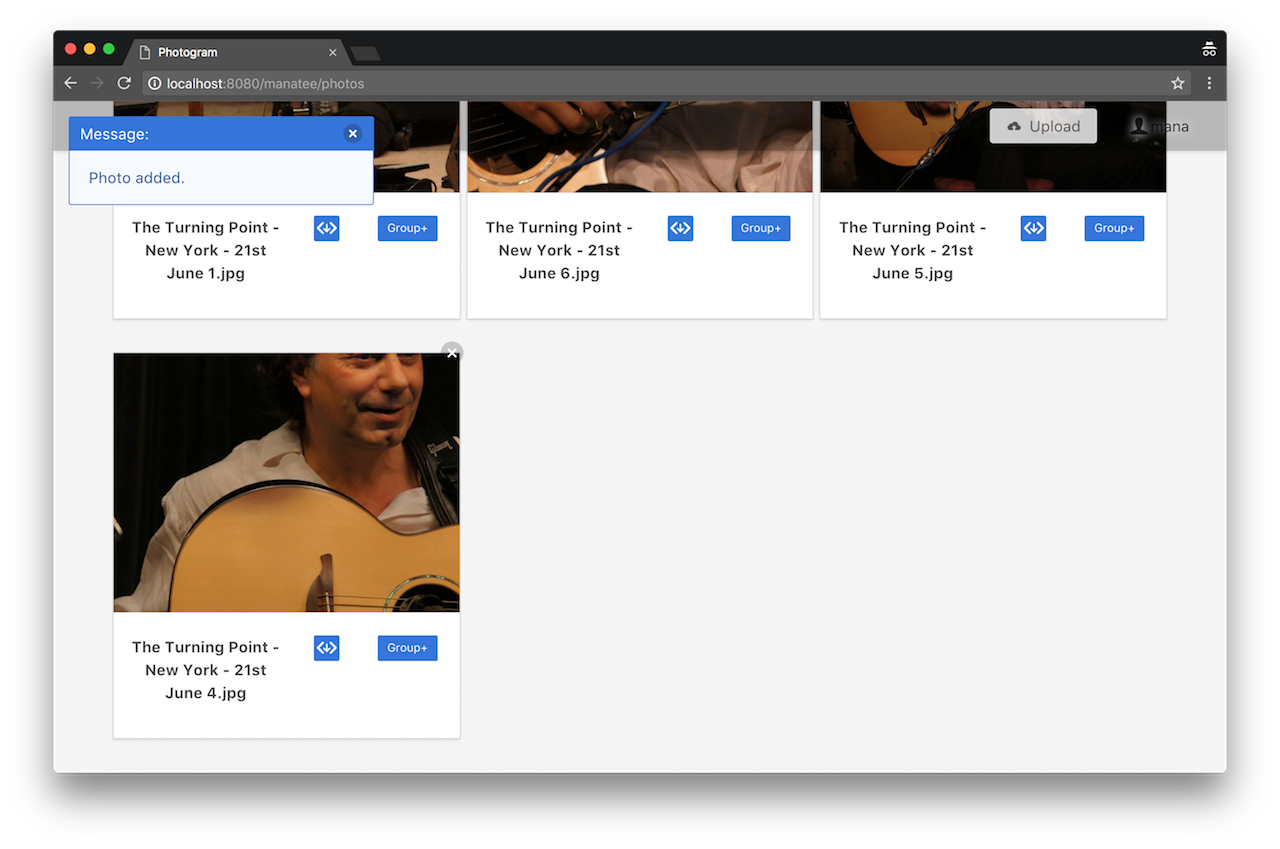 Photogram
localhost:8080/manatee/photos
Message:
Upload
mana
Photo added.
The Turning Point -
New York - 21st
June 1.jpg
Group+
The Turning Point -
New York - 21st
June 6.jpg
Group+
The Turning Point -
New York - 21st
June 5.jpg
Group+
The Turning Point -
New York - 21st
June 4.jpg
Group+